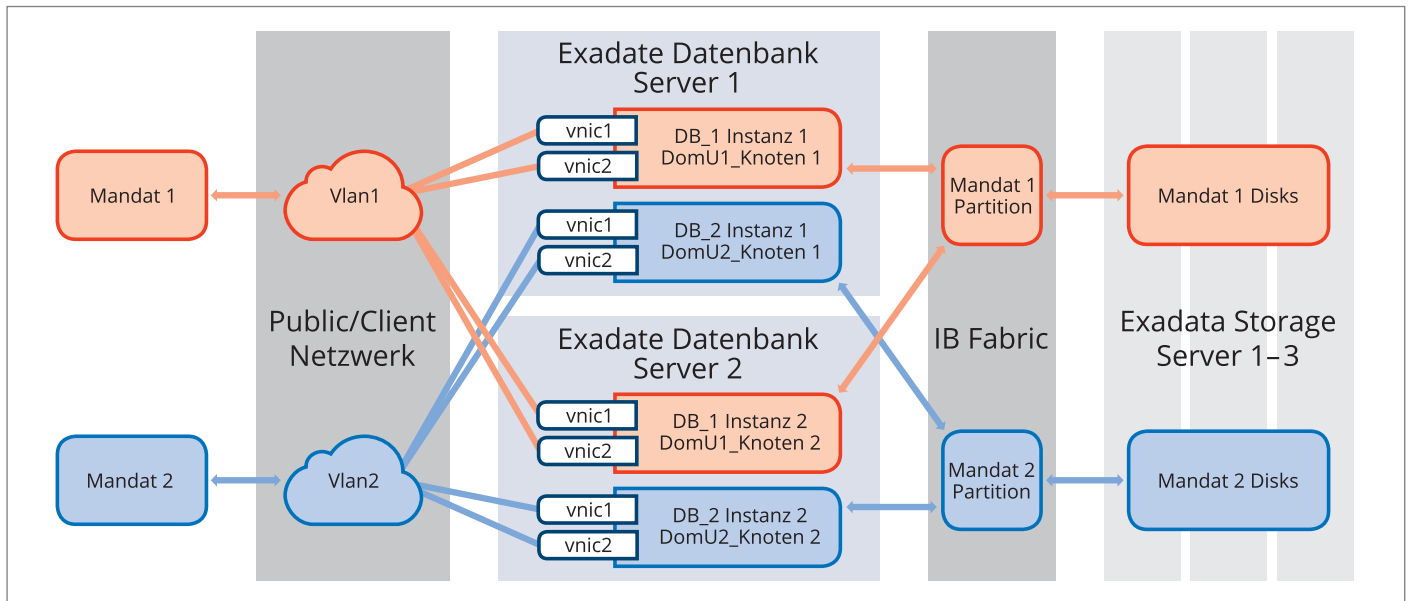 Mandat 1
Mandat 2
Vlan1
Public/Client
Netzwerk
Vlan2
Exadate Datenbank
Server 1
vnic1
vnic2
DB_1 Instanz 1
DomU1_Knoten 1
vnic1
vnic2
DB_2 Instanz 1
DomU2_Knoten 1
Exadate Datenbank
Server 2
vnic1
vnic2
DB_1 Instanz 2
DomU1_Knoten 2
vnic1
vnic2
DB_2 Instanz 2
DomU2_Knoten 2
Mandat 1
Partition
IB Fabric
Mandat 2
Partition
Mandat 1 Disks
Exadata Storage
Server 1–3
Mandat 2 Disks